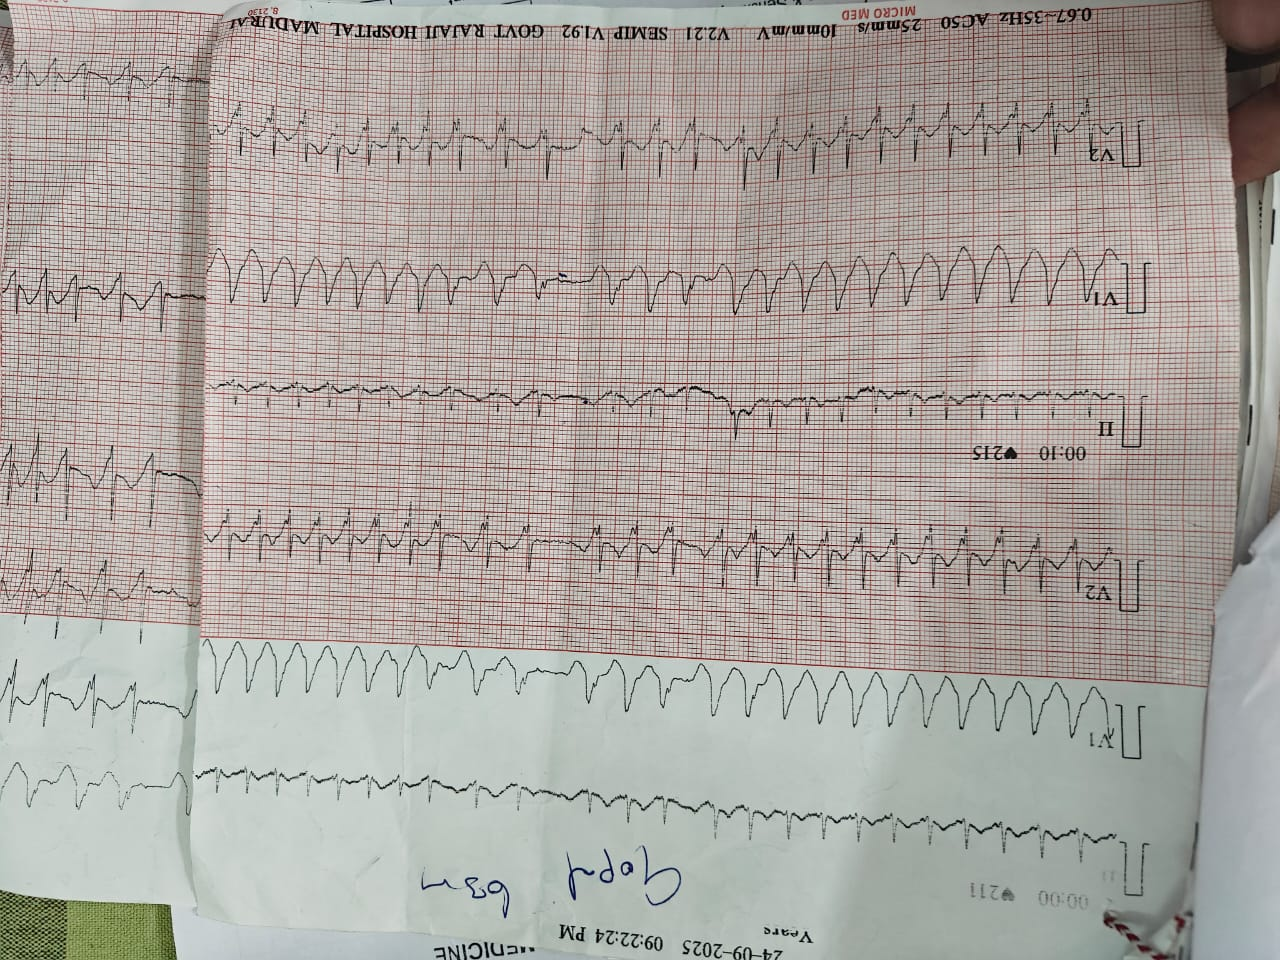 24-09-2025 09:22:24 PM
Years
Gopal 63m
00:00 ♥211
V1
V2
00:10 ♥215
II
V1
V2
0.67~35Hz AC50 25mm/s 10mm/mV V2.21 SEMIP V1.92 GOVT RAJAJI HOSPITAL MADURAI
MICRO MED